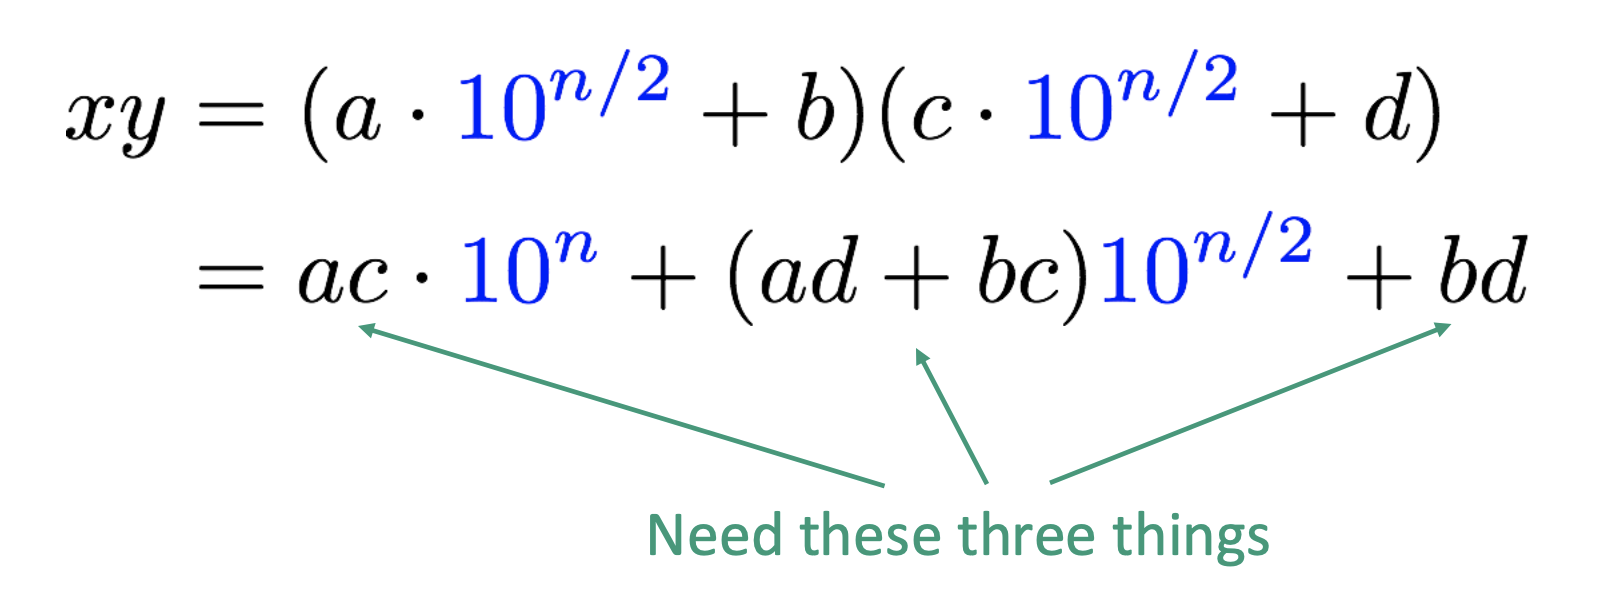 xy = (a · 10^{n/2} + b)(c · 10^{n/2} + d)
= ac · 10^n + (ad + bc)10^{n/2} + bd
Need these three things